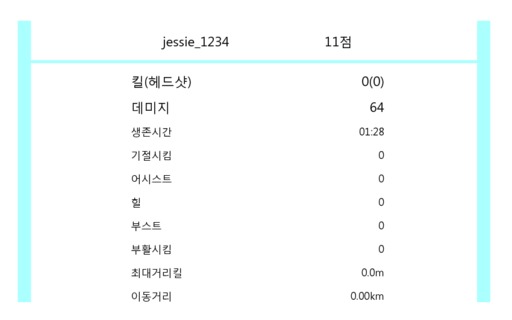 jessie_1234 11점
킬(헤드샷) 0(0)
데미지 64
생존시간 01:28
기절시킴 0
어시스트 0
힐 0
부스트 0
부활시킴 0
최대거리킬 0.0m
이동거리 0.00km